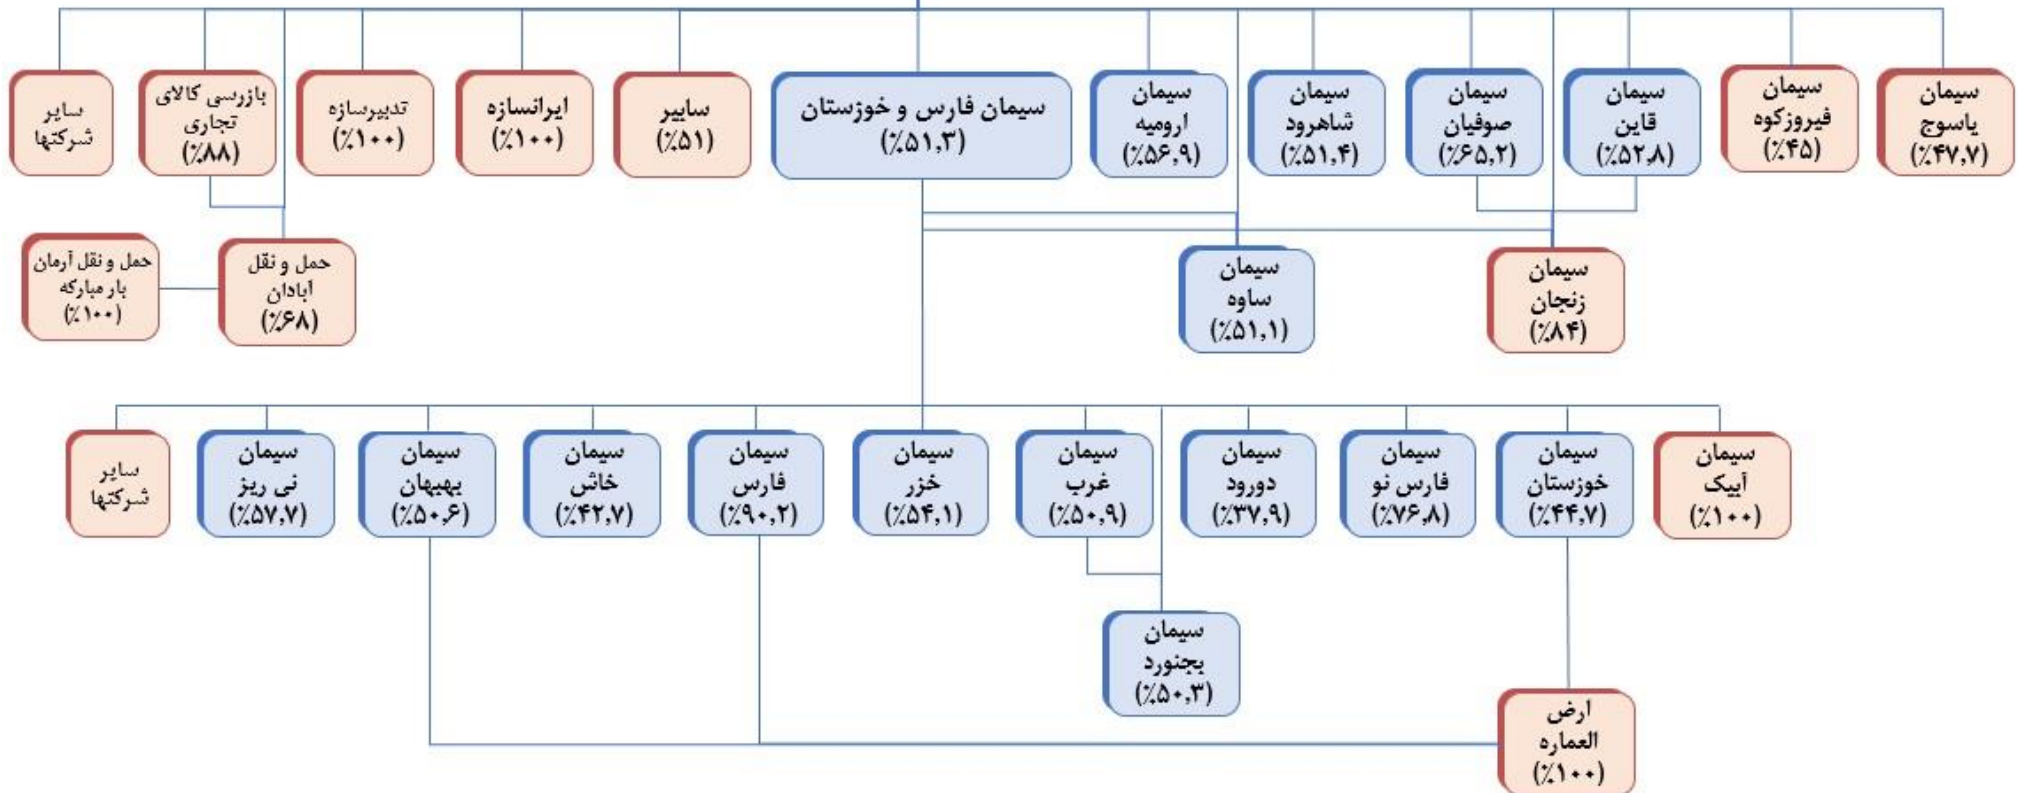 سیمان
یاسوج
(٪۴۷,۷)
سیمان
فیروزکوه
(٪۴۵)
سیمان
قاین
(٪۵۲,۸)
سیمان
صوفیان
(٪۶۵,۲)
سیمان
شاهرود
(٪۵۱,۴)
سیمان
ارومیه
(٪۵۶,۹)
سیمان فارس و خوزستان
(٪۵۱,۳)
سابیر
(٪۵۱)
ایرانسازه
(٪۱۰۰)
تدبیرسازه
(٪۱۰۰)
بازرسی کالای
تجاری
(٪۸۸)
سایر
شرکتها
سیمان
زنجان
(٪۸۴)
سیمان
ساوه
(٪۵۱,۱)
حمل و نقل
آبادان
(٪۶۸)
حمل و نقل آرمان
بار مبارکه
(٪۱۰۰)
سیمان
آبیک
(٪۱۰۰)
سیمان
خوزستان
(٪۴۴,۷)
سیمان
فارس نو
(٪۷۶,۸)
سیمان
دورود
(٪۳۷,۹)
سیمان
غرب
(٪۵۰,۹)
سیمان
خزر
(٪۵۴,۱)
سیمان
فارس
(٪۹۰,۲)
سیمان
خاش
(٪۴۲,۷)
سیمان
بهبهان
(٪۵۰,۶)
سیمان
نی ریز
(٪۵۷,۷)
سایر
شرکتها
سیمان
بجنورد
(٪۵۰,۳)
ارض
العماره
(٪۱۰۰)